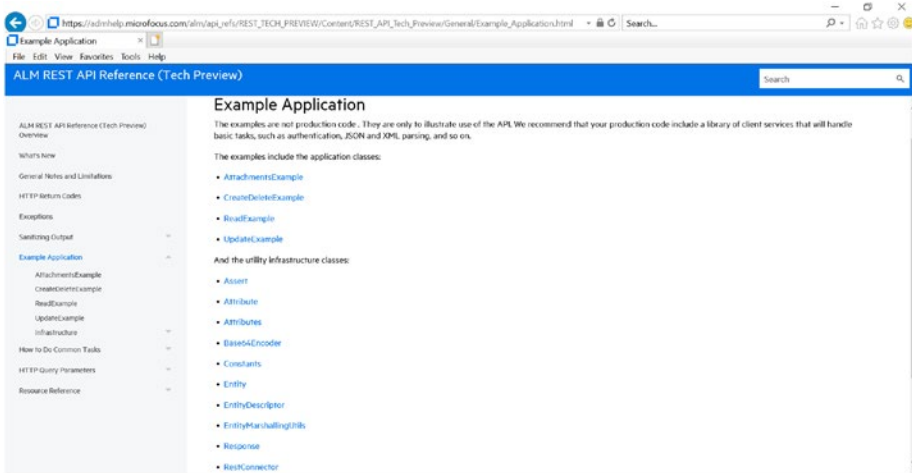 https://admhelp.microfocus.com/alm/api_refs/REST_TECH_PREVIEW/Content/REST_API_Tech_Preview/General/Example_Application.html
Search...
Example Application
File Edit View Favorites Tools Help
ALM REST API Reference (Tech Preview)
Search
ALM REST API Reference (Tech Preview) Overview
What's New
General Notes and Limitations
HTTP Return Codes
Exceptions
Sanitizing Output
Example Application
AttachmentsExample
CreateDeleteExample
ReadExample
UpdateExample
Infrastructure
How to Do Common Tasks
HTTP Query Parameters
Resource Reference
Example Application
The examples are not production code . They are only to illustrate use of the API. We recommend that your production code include a library of client services that will handle
basic tasks, such as authentication, JSON and XML parsing, and so on.
The examples include the application classes:
• AttachmentsExample
• CreateDeleteExample
• ReadExample
• UpdateExample
And the utility infrastructure classes:
• Assert
• Attribute
• Attributes
• Base64Encoder
• Constants
• Entity
• EntityDescriptor
• EntityMarshallingUtils
• Response
• RestConnector